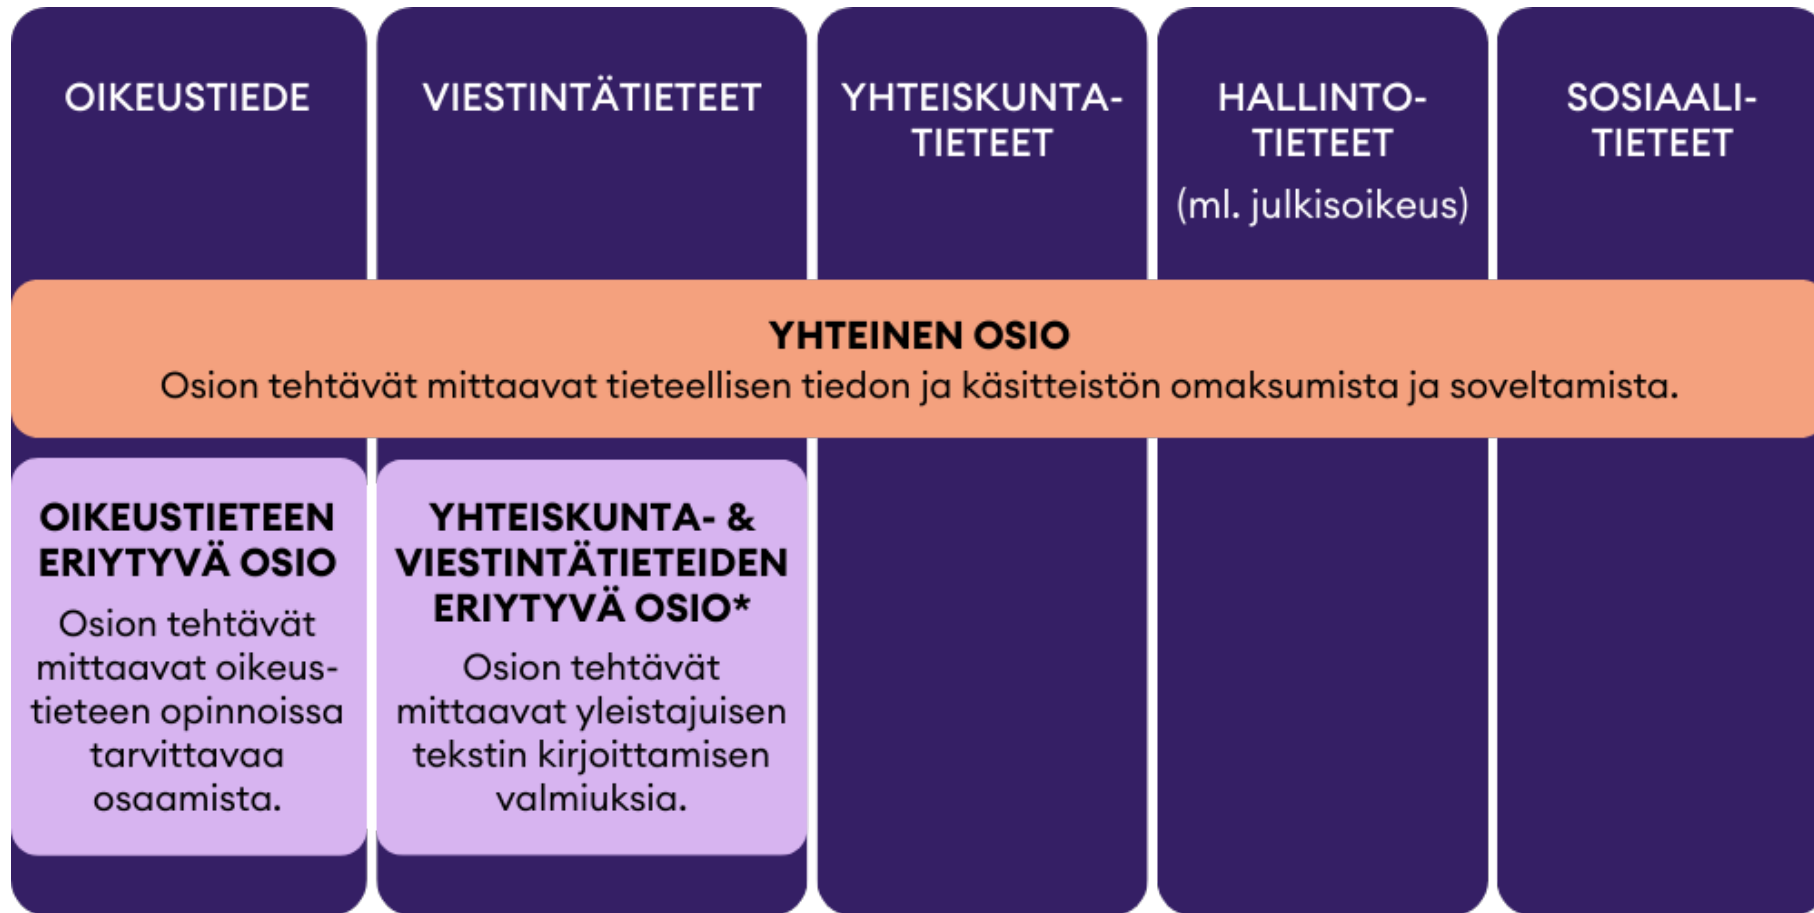 OIKEUSTIEDE
VIESTINTÄTIETEET
YHTEISKUNTA-
TIETEET
HALLINTO-
TIETEET
(ml. julkisoikeus)
SOSIAALI-
TIETEET
YHTEINEN OSIO
Osion tehtävät mittaavat tieteellisen tiedon ja käsitteistön omaksumista ja soveltamista.
OIKEUSTIETEEN
ERIYTYVÄ OSIO
Osion tehtävät
mittaavat oikeus-
tieteen opinnoissa
tarvittavaa
osaamista.
YHTEISKUNTA- &
VIESTINTÄTIETEIDEN
ERIYTYVÄ OSIO*
Osion tehtävät
mittaavat yleistajuisen
tekstin kirjoittamisen
valmiuksia.